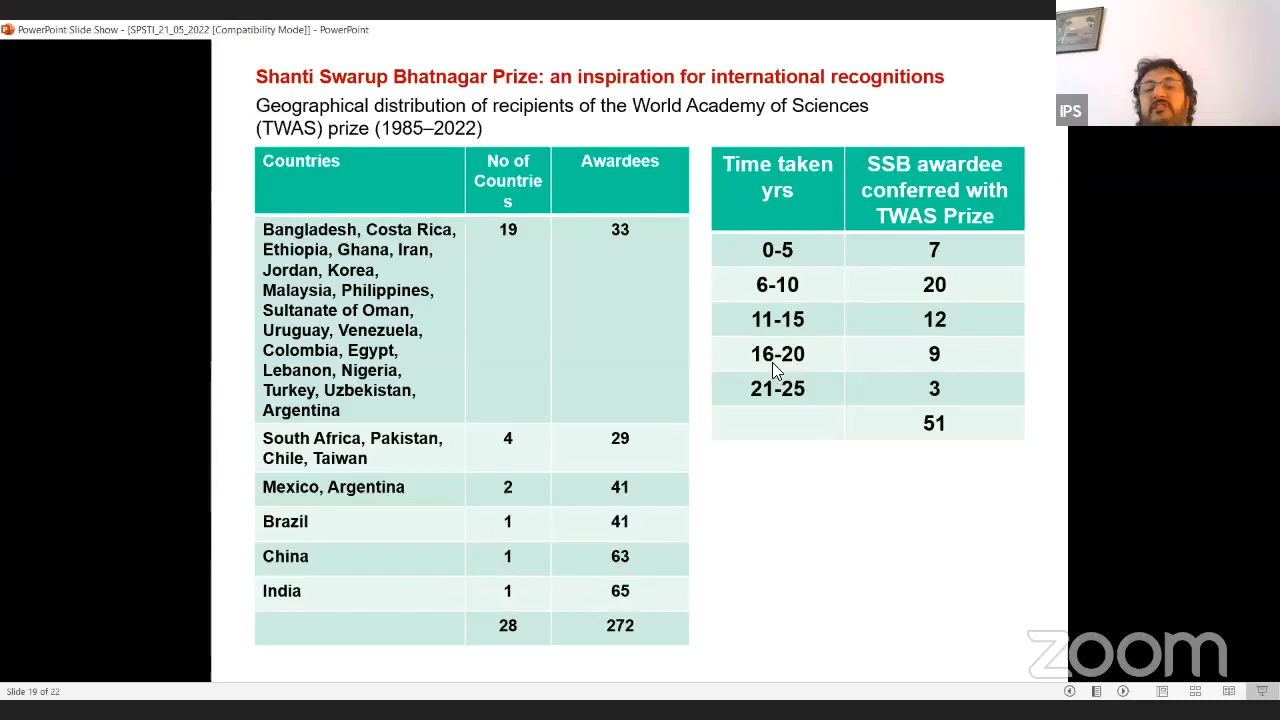 PowerPoint Slide Show - [SPSTI_21_05_2022 [Compatibility Mode]] - PowerPoint
IPS
Shanti Swarup Bhatnagar Prize: an inspiration for international recognitions
Geographical distribution of recipients of the World Academy of Sciences
(TWAS) prize (1985–2022)
Countries
No of
Countrie
s
Awardees
Bangladesh, Costa Rica,
Ethiopia, Ghana, Iran,
Jordan, Korea,
Malaysia, Philippines,
Sultanate of Oman,
Uruguay, Venezuela,
Colombia, Egypt,
Lebanon, Nigeria,
Turkey, Uzbekistan,
Argentina
19
33
South Africa, Pakistan,
Chile, Taiwan
4
29
Mexico, Argentina
2
41
Brazil
1
41
China
1
63
India
1
65
28
272
Time taken
yrs
SSB awardee
conferred with
TWAS Prize
0-5
7
6-10
20
11-15
12
16-20
9
21-25
3
51
zoom
Slide 19 of 22